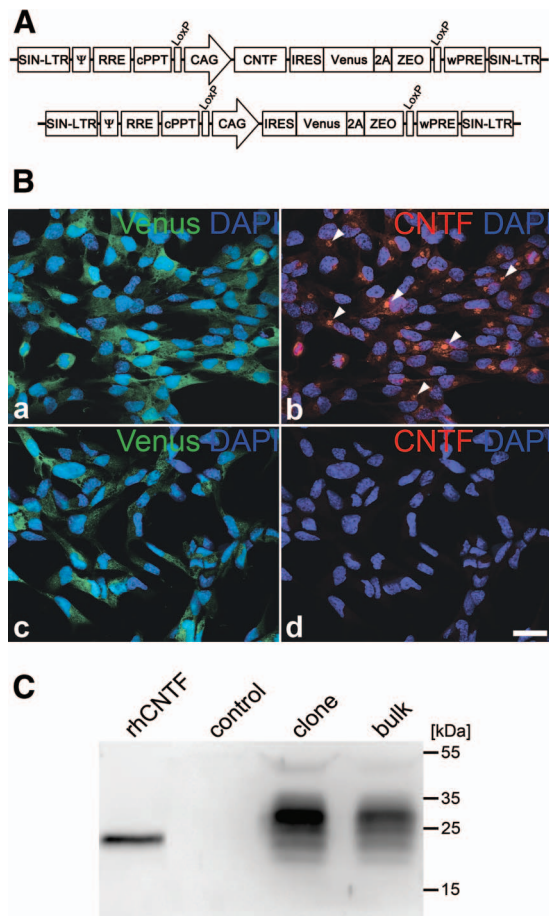 A
LoxP LoxP
SIN-LTR Ψ RRE cPPT CAG CNTF IRES Venus 2A ZEO wPRE SIN-LTR
LoxP LoxP
SIN-LTR Ψ RRE cPPT CAG IRES Venus 2A ZEO wPRE SIN-LTR
B
Venus DAPI CNTF DAPI
a b
Venus DAPI CNTF DAPI
c d
C
rhCNTF control clone bulk [kDa]
55
35
25
15